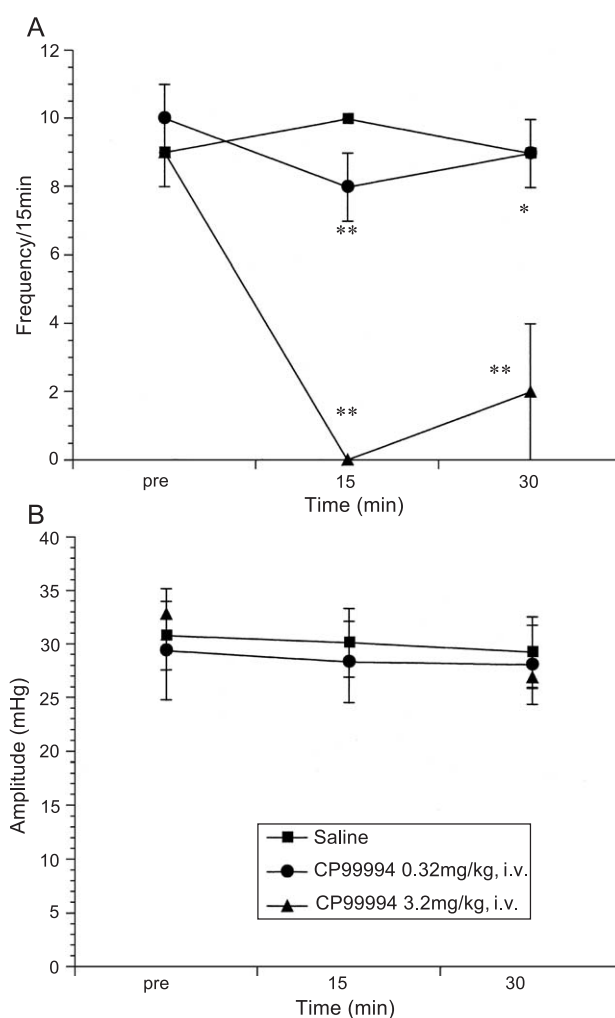 A
12
10
8
6
4
2
0
Frequency/15min
**
*
**
**
pre
15
30
Time (min)
B
40
35
30
25
20
15
10
5
0
Amplitude (mHg)
Saline
CP99994 0.32mg/kg, i.v.
CP99994 3.2mg/kg, i.v.
pre
15
30
Time (min)